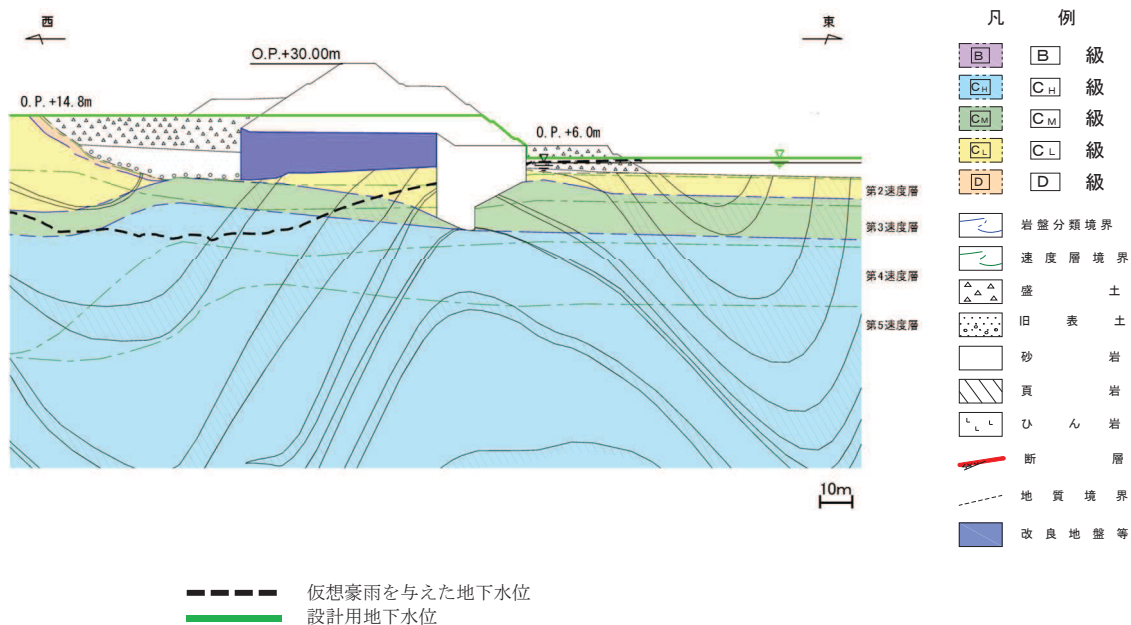 西
東
O.P.+30.00m
O.P.+14.8m
O.P.+6.0m
第2速度層
第3速度層
第4速度層
第5速度層
10m
凡 例
B B 級
CH CH 級
CM CM 級
CL CL 級
D D 級
岩盤分類境界
速度層境界
盛土
旧表土
砂岩
頁岩
ひん岩
断層
地質境界
改良地盤等
仮想豪雨を与えた地下水位
設計用地下水位